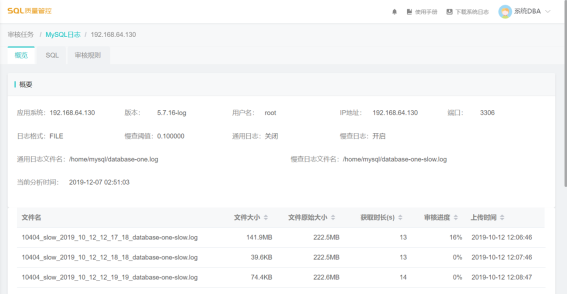 SQL质量管控
使用手册 下载系统日志 系统DBA
审核任务 / MySQL日志 / 192.168.64.130
概览 SQL 审核规则
概要
应用系统: 192.168.64.130 版本: 5.7.16-log 用户名: root IP地址: 192.168.64.130 端口: 3306
日志格式: FILE 慢查阈值: 0.100000 通用日志: 关闭 慢查日志: 开启
通用日志文件名: /home/mysql/database-one.log 慢查日志文件名: /home/mysql/database-one-slow.log
当前分析时间: 2019-12-07 02:51:03
文件名 文件大小 文件原始大小 获取时长(s) 审核进度 上传时间
10404_slow_2019_10_12_12_17_18_database-one-slow.log 141.9MB 222.5MB 13 16% 2019-10-12 12:06:46
10404_slow_2019_10_12_12_18_18_database-one-slow.log 39.6KB 222.5MB 13 0% 2019-10-12 12:07:46
10404_slow_2019_10_12_12_19_19_database-one-slow.log 74.4KB 222.6MB 14 0% 2019-10-12 12:08:47